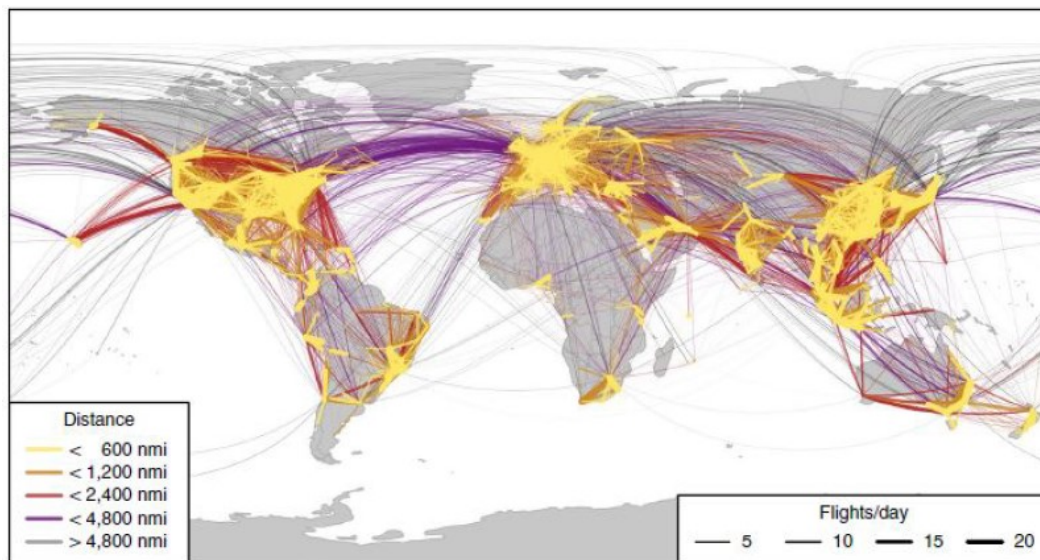 Distance
< 600 nmi
< 1,200 nmi
< 2,400 nmi
< 4,800 nmi
> 4,800 nmi
Flights/day
5 10 15 20